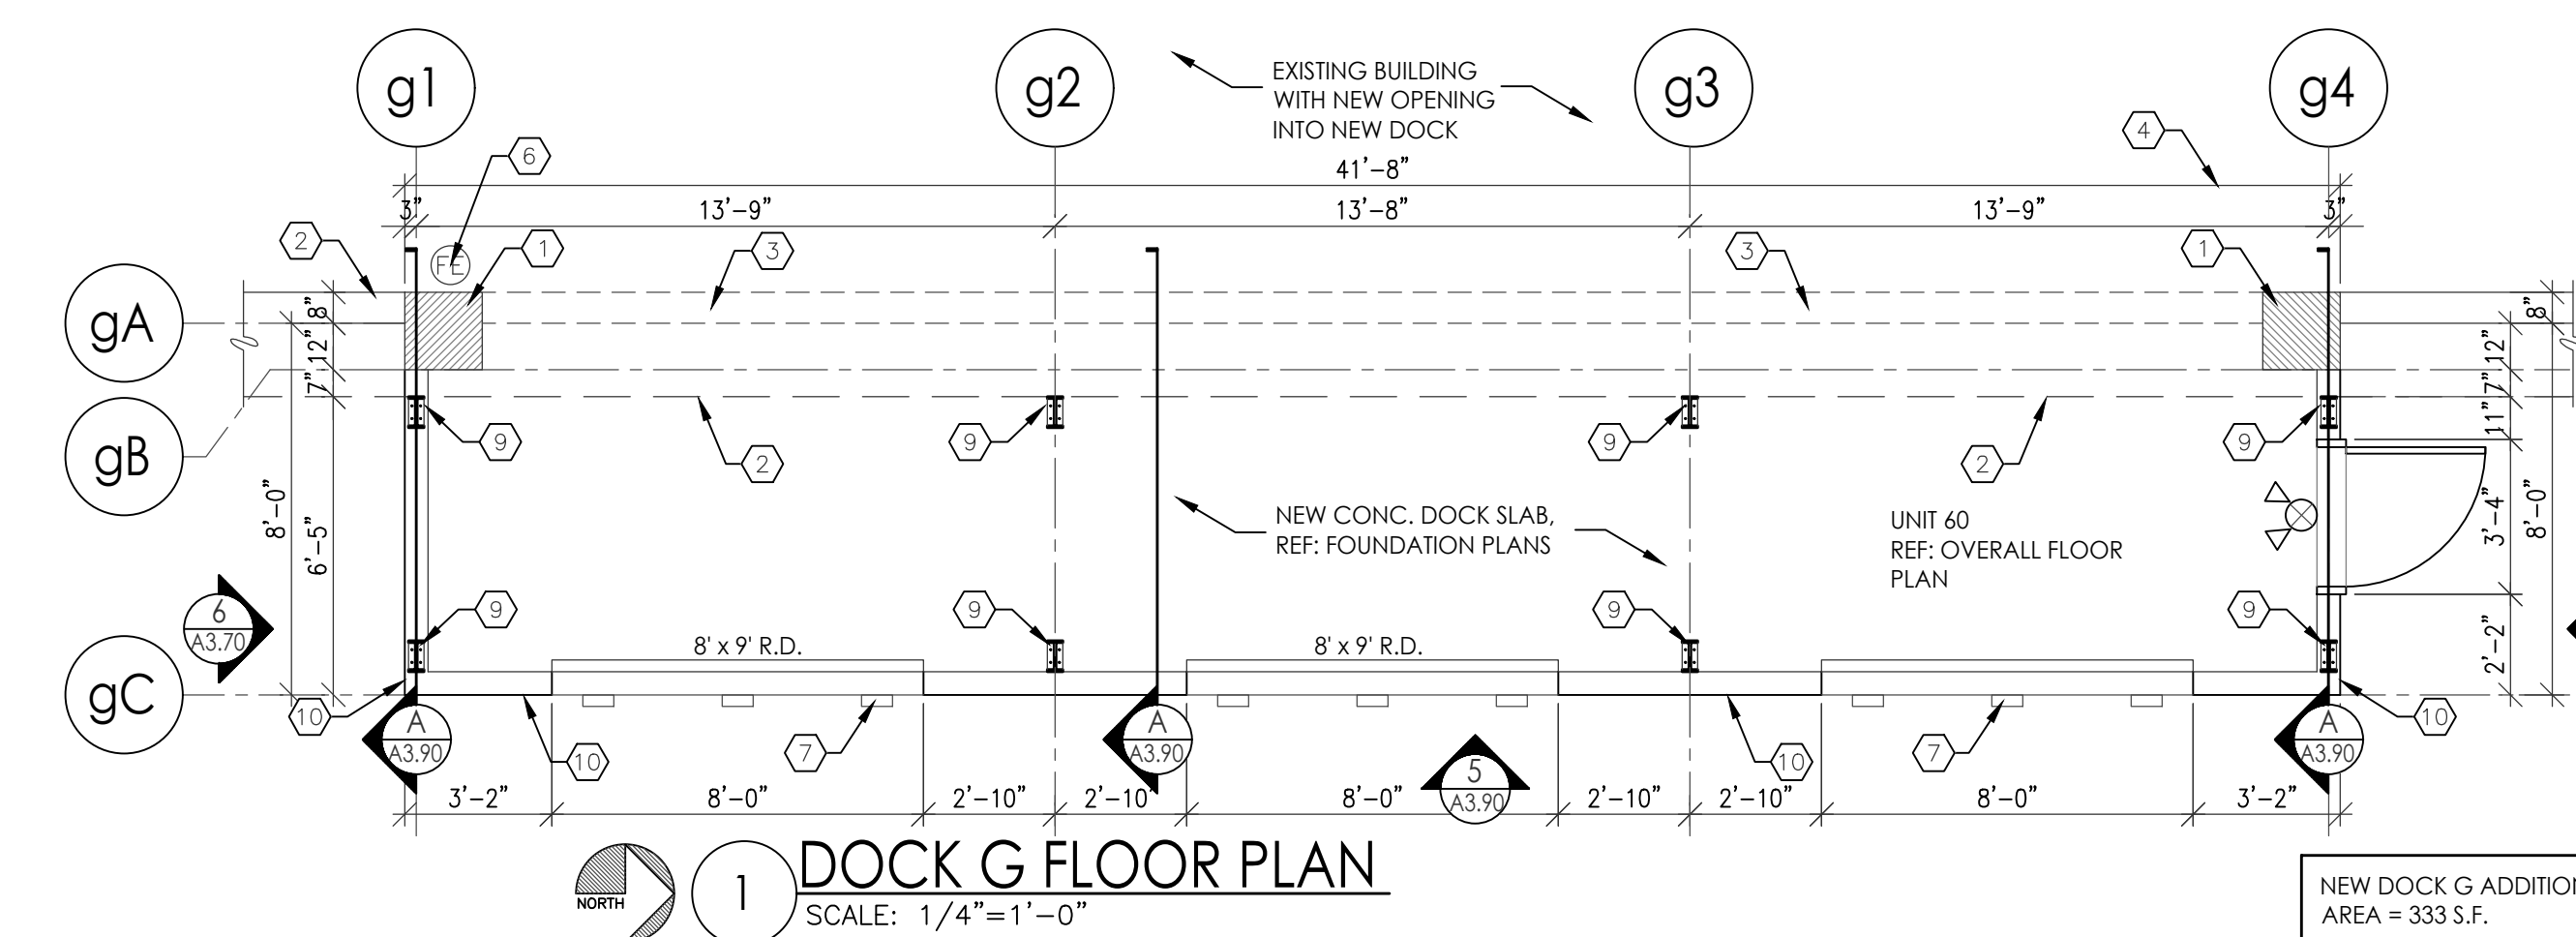 g1
g2
g3
g4
EXISTING BUILDING
WITH NEW OPENING
INTO NEW DOCK
4
6
41'-8"
3"
13'-9"
13'-8"
13'-9"
3"
2
FE
1
3
3
1
gA
8"
12"
7"
8"
12"
7"
11"
gB
9
2
9
9
2
9
8'-0"
6'-5"
NEW CONC. DOCK SLAB,
REF: FOUNDATION PLANS
UNIT 60
REF: OVERALL FLOOR
PLAN
3'-4"
8'-0"
2'-2"
6
A3.70
9
9
9
9
8' x 9' R.D.
8' x 9' R.D.
gC
10
A
A3.90
10
7
A
A3.90
5
A3.90
10
7
A
A3.90
10
3'-2"
8'-0"
2'-10"
2'-10"
8'-0"
2'-10"
2'-10"
8'-0"
3'-2"
NORTH
1
DOCK G FLOOR PLAN
SCALE: 1/4"=1'-0"
NEW DOCK G ADDITION
AREA = 333 S.F.